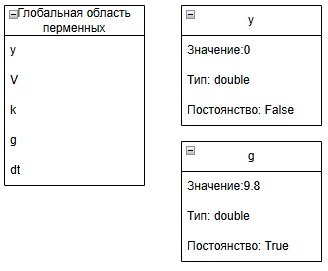 Глобальная область
перменных
y
V
k
g
dt
y
Значение:0
Тип: double
Постоянство: False
g
Значение:9.8
Тип: double
Постоянство: True